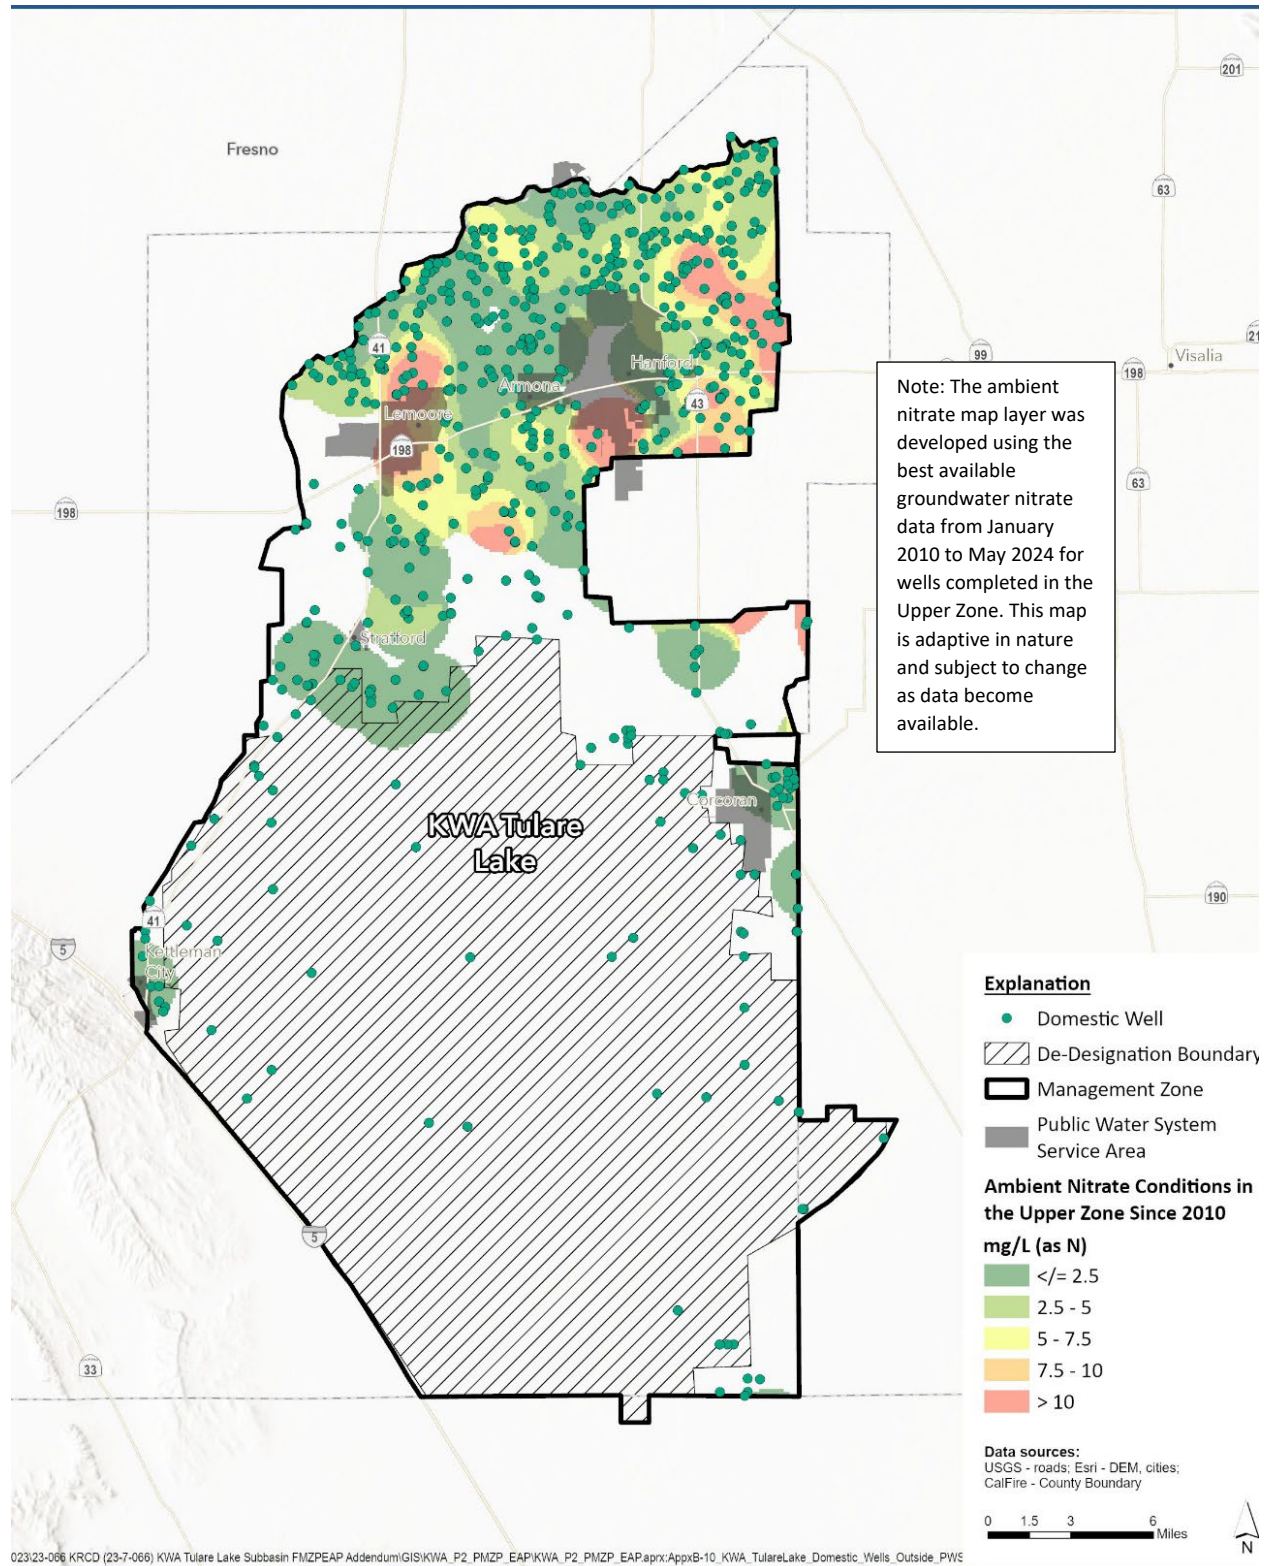 201
Fresno
63
41
Hanford
Armona
43
Lemoore
198
99
198
21
Visalia
63
198
Note: The ambient
nitrate map layer was
developed using the
best available
groundwater nitrate
data from January
2010 to May 2024 for
wells completed in the
Upper Zone. This map
is adaptive in nature
and subject to change
as data become
available.
Stratford
Corcoran
KWA Tulare
Lake
190
41
5
Kettleman
City
5
33
Explanation
Domestic Well
De-Designation Boundary
Management Zone
Public Water System
Service Area
Ambient Nitrate Conditions in
the Upper Zone Since 2010
mg/L (as N)
</= 2.5
2.5 - 5
5 - 7.5
7.5 - 10
> 10
Data sources:
USGS - roads; Esri - DEM, cities;
CalFire - County Boundary
0 1.5 3 6
Miles
N
023\23-066 KRCD (23-7-066) KWA Tulare Lake Subbasin FMZPEAP Addendum\GIS\KWA_P2_PMZP_EAP\KWA_P2_PMZP_EAP.aprx:AppxB-10_KWA_TulareLake_Domestic_Wells_Outside_PWS